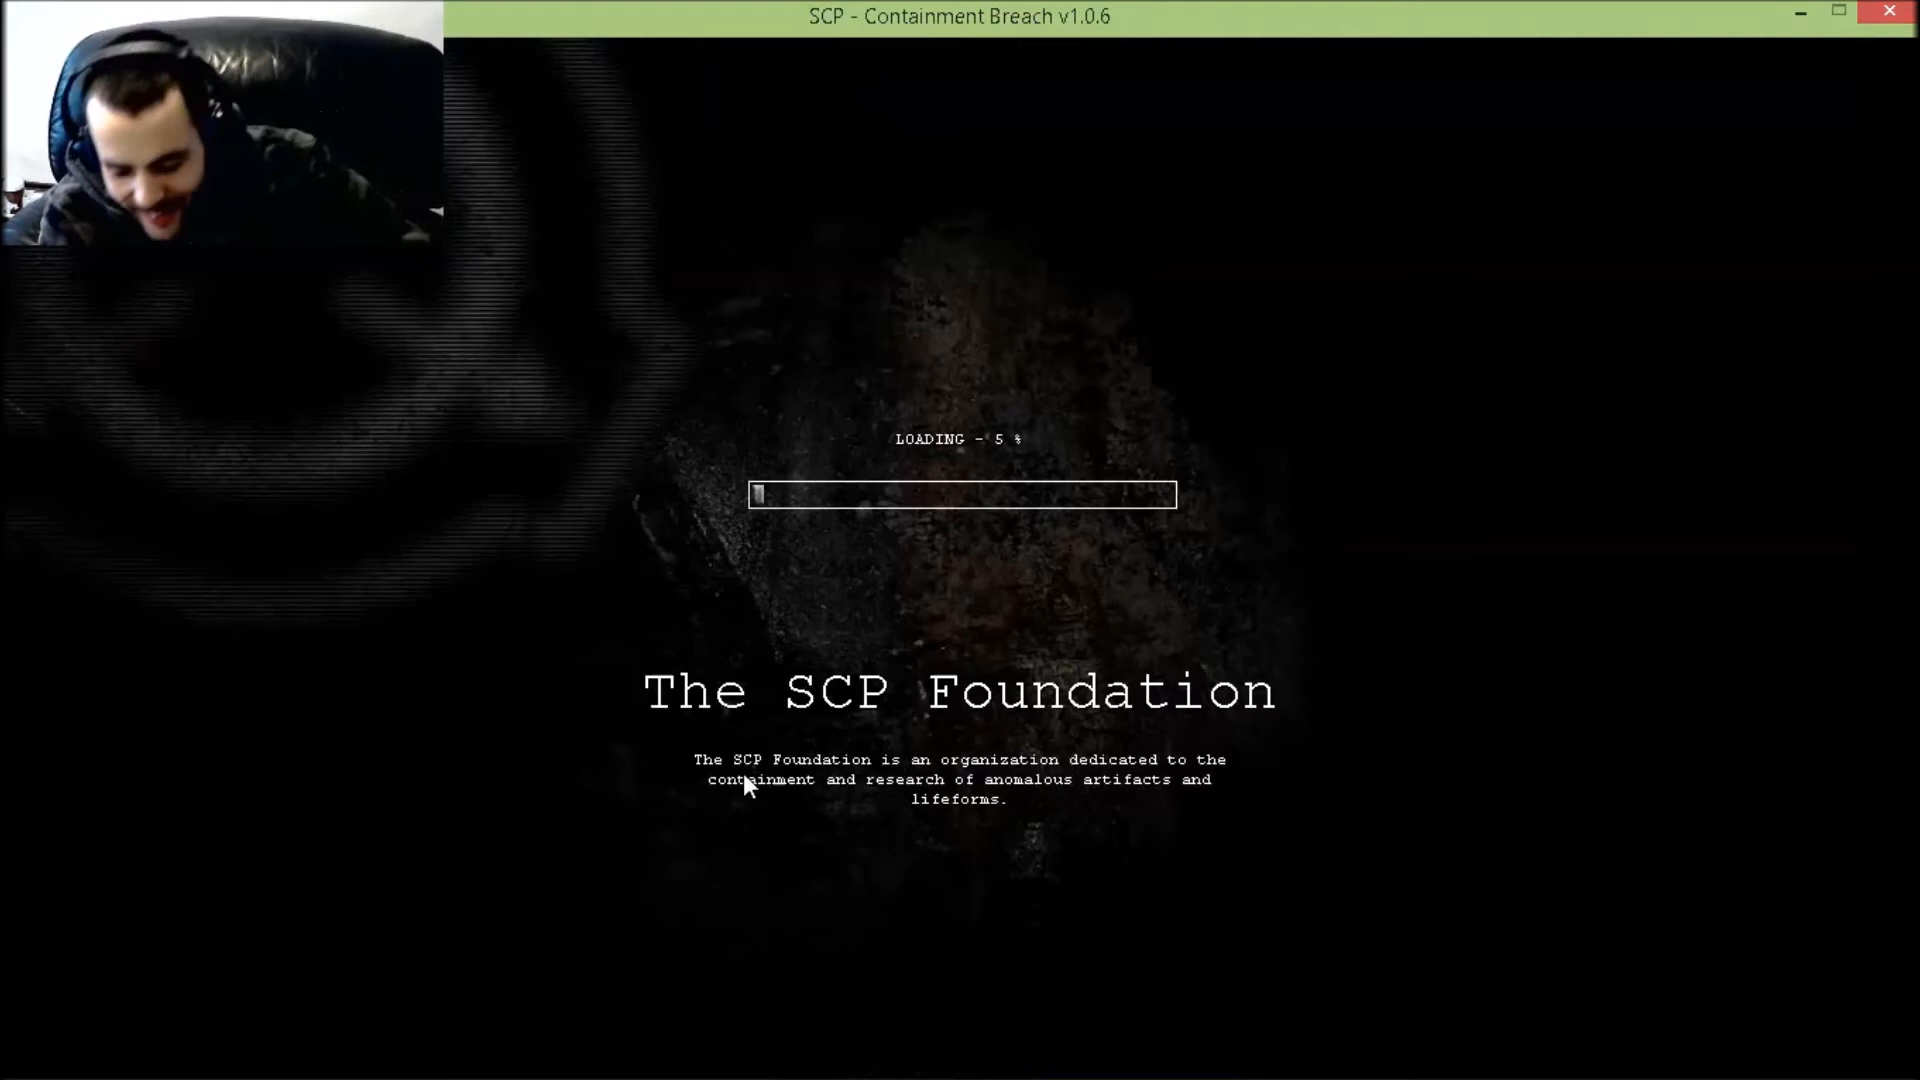 SCP - Containment Breach v1.0.6
LOADING - 5 %
The SCP Foundation
The SCP Foundation is an organization dedicated to the
containment and research of anomalous artifacts and
lifeforms.